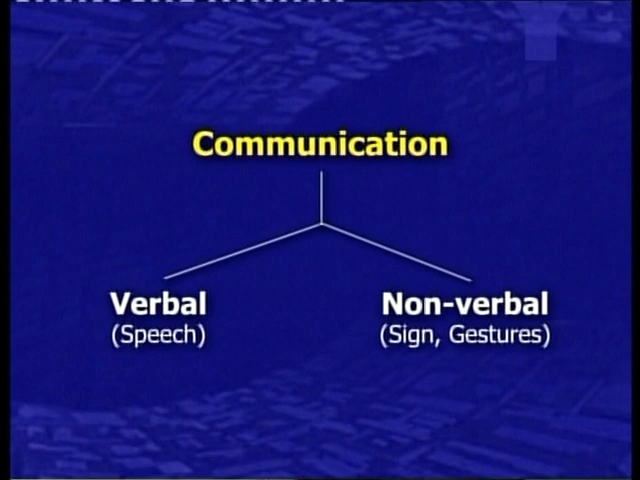 Communication
Verbal
(Speech)
Non-verbal
(Sign, Gestures)